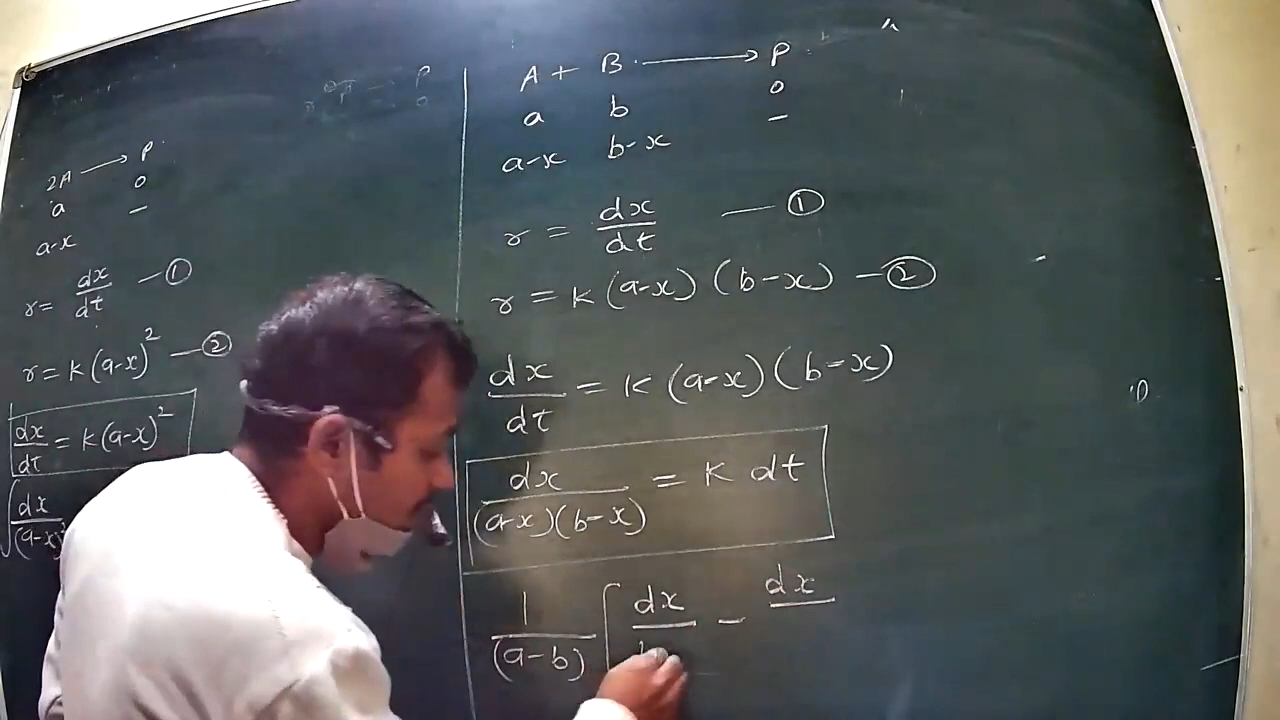 2A ⟶ P
a 0
a-x –
r = dx/dt — ①
r = K(a-x)² — ②
dx/dt = K(a-x)²
∫ dx/(a-x)²
A + B ⟶ P
a b 0
a-x b-x –
r = dx/dt — ①
r = K(a-x)(b-x) — ②
dx/dt = K(a-x)(b-x)
dx/(a-x)(b-x) = K dt
1/(a-b) [ dx/b - dx/